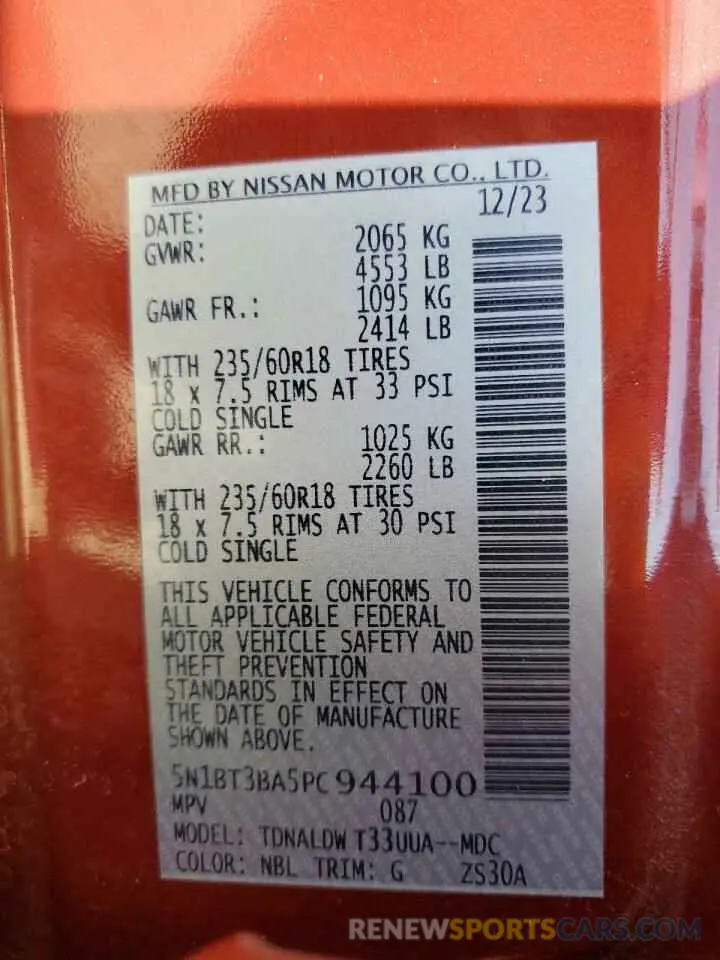 MFD BY NISSAN MOTOR CO., LTD.
DATE: 12/23
GVWR: 2065 KG
4553 LB
GAWR FR.: 1095 KG
2414 LB
WITH 235/60R18 TIRES
18 x 7.5 RIMS AT 33 PSI
COLD SINGLE
GAWR RR.: 1025 KG
2260 LB
WITH 235/60R18 TIRES
18 x 7.5 RIMS AT 30 PSI
COLD SINGLE
THIS VEHICLE CONFORMS TO
ALL APPLICABLE FEDERAL
MOTOR VEHICLE SAFETY AND
THEFT PREVENTION
STANDARDS IN EFFECT ON
THE DATE OF MANUFACTURE
SHOWN ABOVE.
5N1BT3BA5PC944100
MPV 087
MODEL: TDNALDW T33UUA--MDC
COLOR: NBL TRIM: G ZS30A
RENEWSPORTSCARS.COM